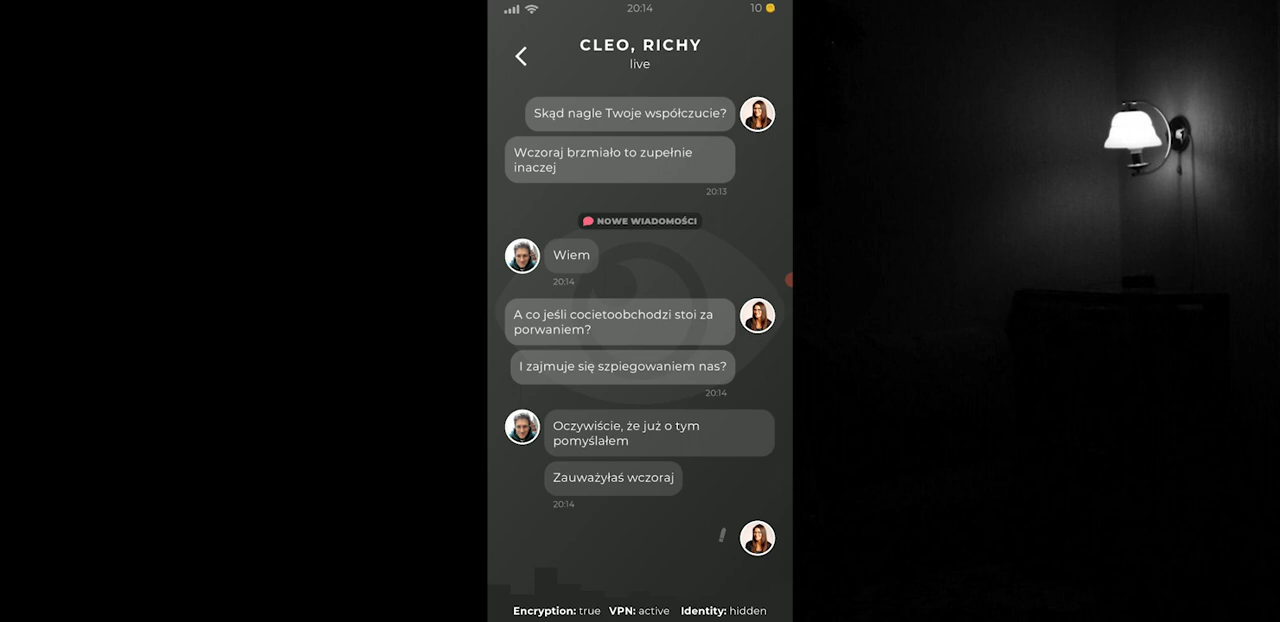 20:14
10
CLEO, RICHY
live
Skąd nagle Twoje współczucie?
Wczoraj brzmiało to zupełnie
inaczej
20:13
NOWE WIADOMOŚCI
Wiem
20:14
A co jeśli cocietoobchodzi stoi za
porwaniem?
I zajmuje się szpiegowaniem nas?
20:14
Oczywiście, że już o tym
pomyślałem
Zauważyłaś wczoraj
20:14
Encryption: true VPN: active Identity: hidden